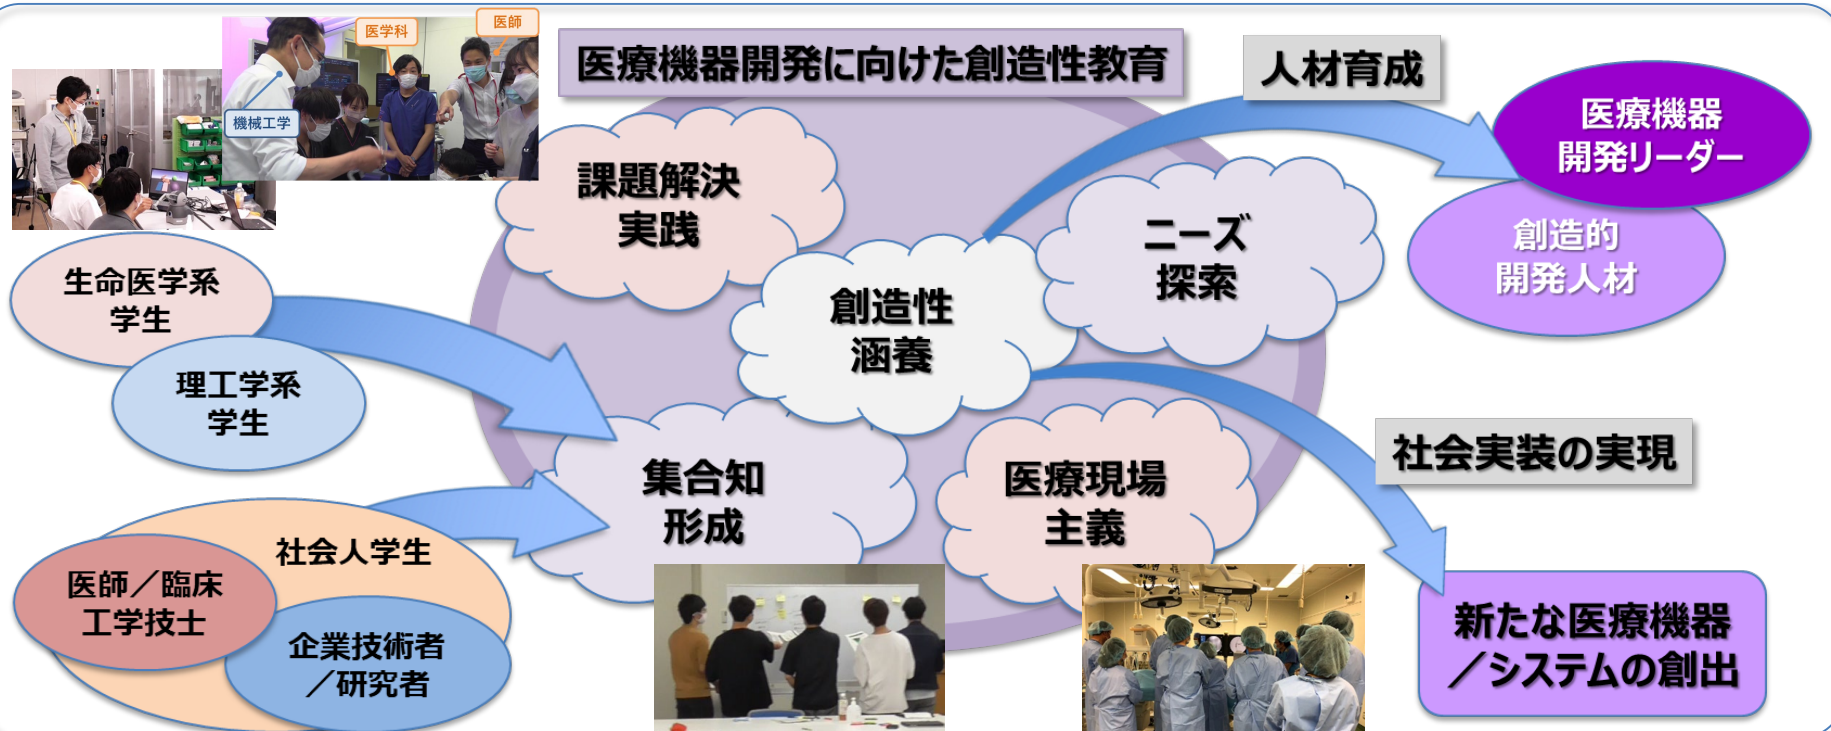 医学科
医師
機械工学
医療機器開発に向けた創造性教育
人材育成
医療機器
開発リーダー
創造的
開発人材
課題解決
実践
ニーズ
探索
創造性
涵養
生命医学系
学生
理工学系
学生
集合知
形成
医療現場
主義
社会実装の実現
社会人学生
医師／臨床
工学技士
企業技術者
／研究者
新たな医療機器
／システムの創出